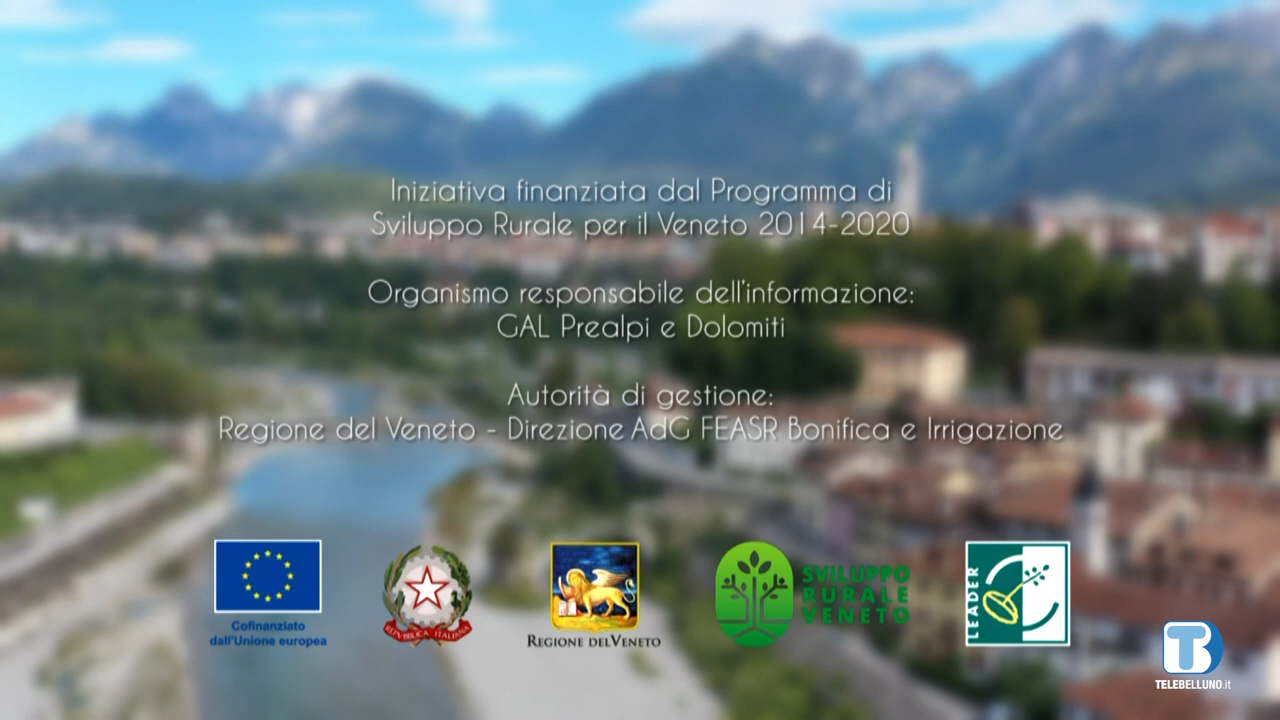 Iniziativa finanziata dal Programma di
Sviluppo Rurale per il Veneto 2014-2020
Organismo responsabile dell'informazione:
GAL Prealpi e Dolomiti
Autorità di gestione:
Regione del Veneto - Direzione AdG FEASR Bonifica e Irrigazione
Cofinanziato
dall'Unione europea
REPVBBLICA ITALIANA
REGIONE DEL VENETO
SVILUPPO
RURALE
VENETO
LEADER
TB
TELEBELLUNO.it